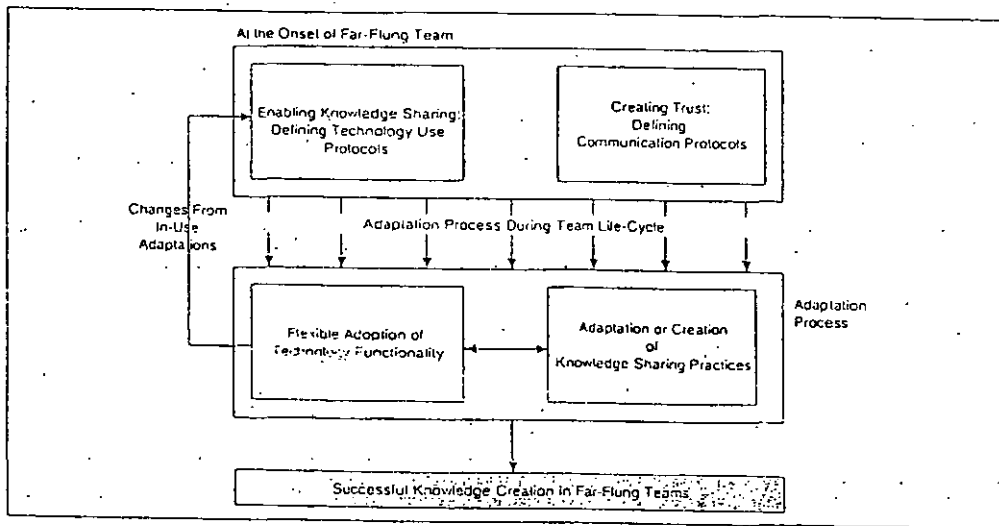 At the Onset of Far-Flung Team
Enabling Knowledge Sharing:
Defining Technology Use
Protocols
Creating Trust:
Defining
Communication Protocols
Changes From
In-Use
Adaptations
Adaptation Process During Team Life-Cycle
Flexible Adoption of
Technology Functionality
Adaptation or Creation
of
Knowledge Sharing Practices
Adaptation
Process
Successful Knowledge Creation in Far-Flung Teams